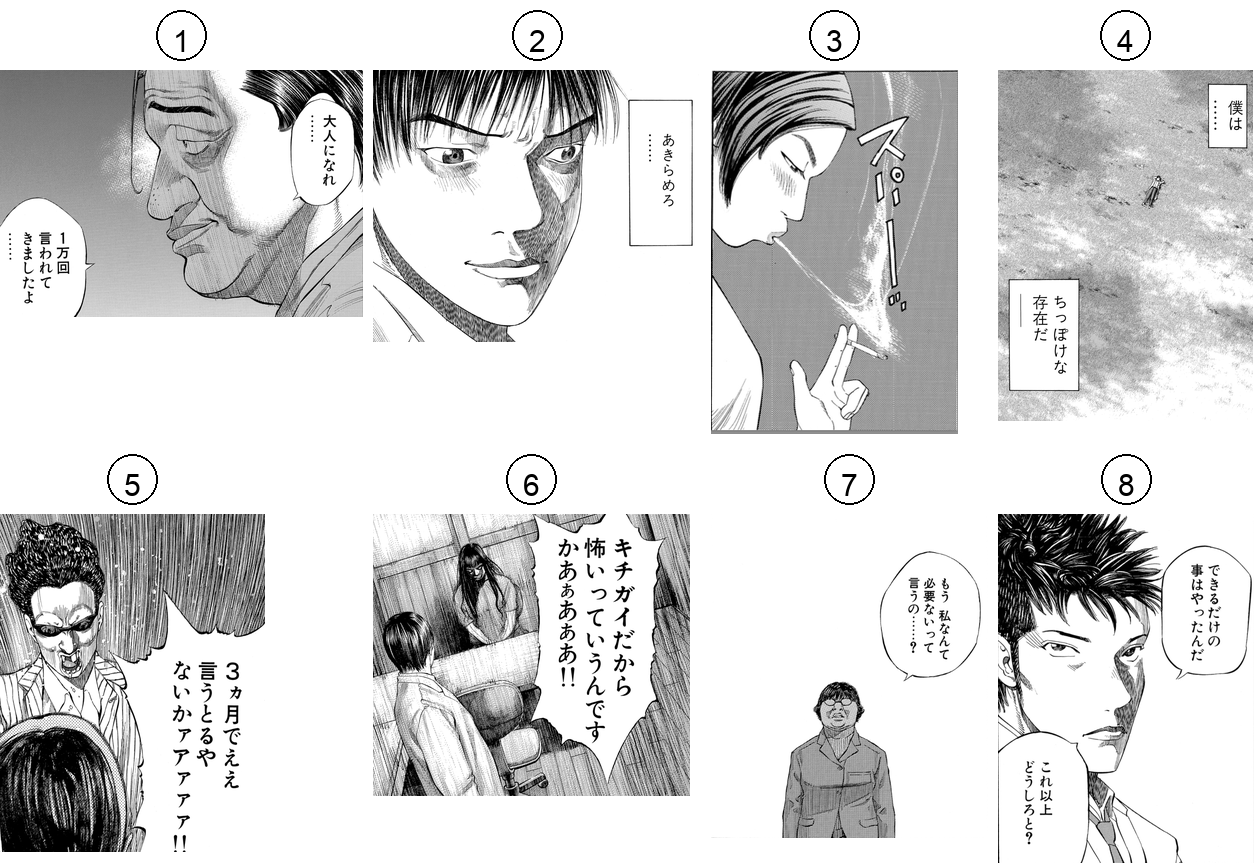 1
大人になれ
……
1万回
言われて
きましたよ
……
2
あきらめろ
……
3
スパーーッ
4
僕は
……
ちっぽけな
存在だ
――
5
3ヵ月でええ
言うとるや
ないかァアァァァ!!
6
キチガイだから
怖いっていうんです
かあぁあああ!!
7
もう 私なんて
必要ないって
言うの……?
8
できるだけの
事はやったんだ
これ以上
どうしろと?